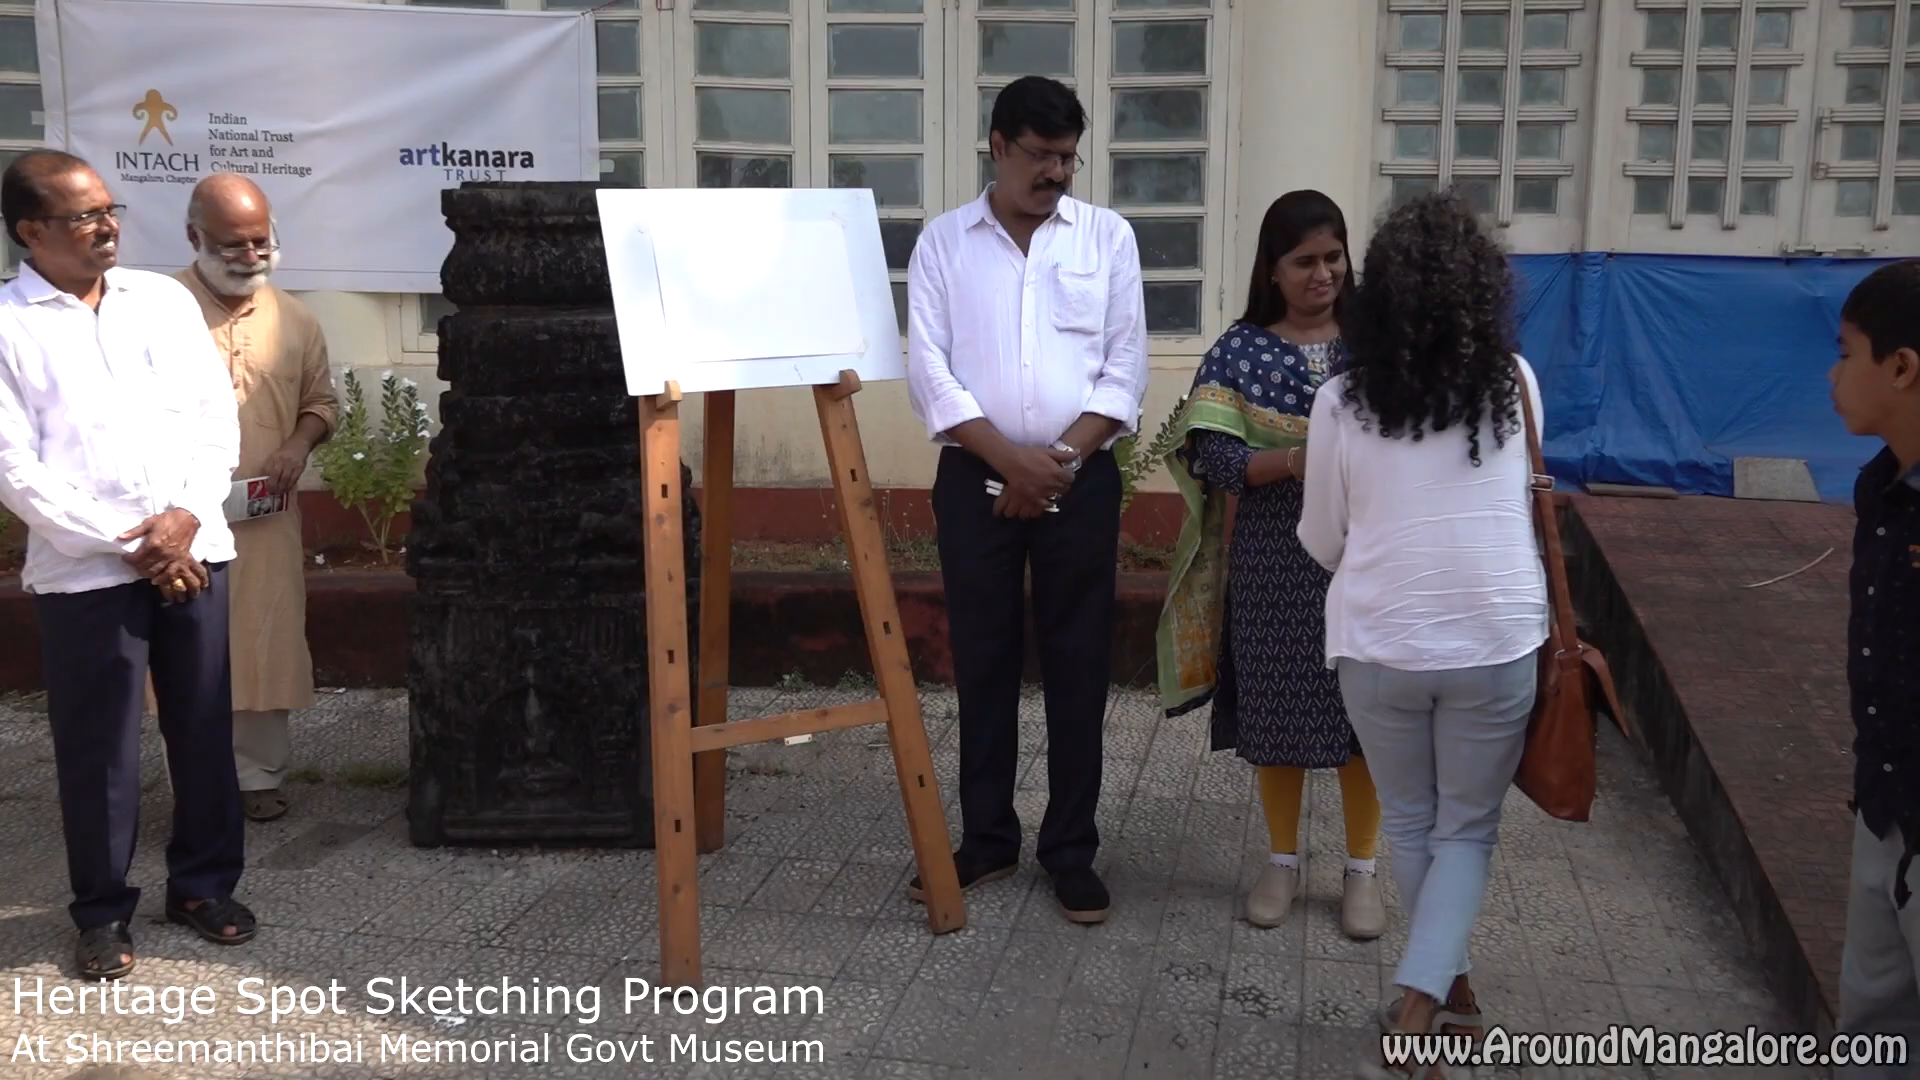 INTACH
Mangaluru Chapter
Indian
National Trust
for Art and
Cultural Heritage
artkanara
TRUST
Heritage Spot Sketching Program
At Shreemanthibai Memorial Govt Museum
www.AroundMangalore.com